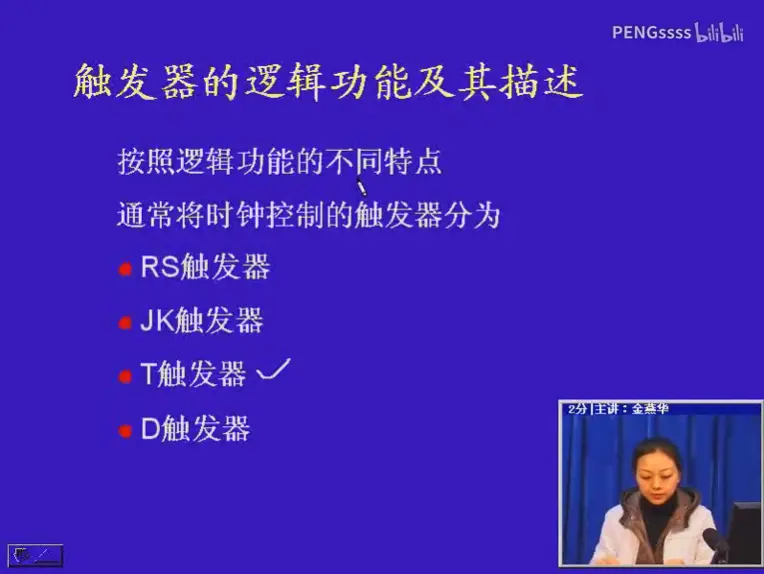 PENGssss bilibili
触发器的逻辑功能及其描述
按照逻辑功能的不同特点
通常将时钟控制的触发器分为
RS触发器
JK触发器
T触发器
D触发器
2分|主讲：金燕华